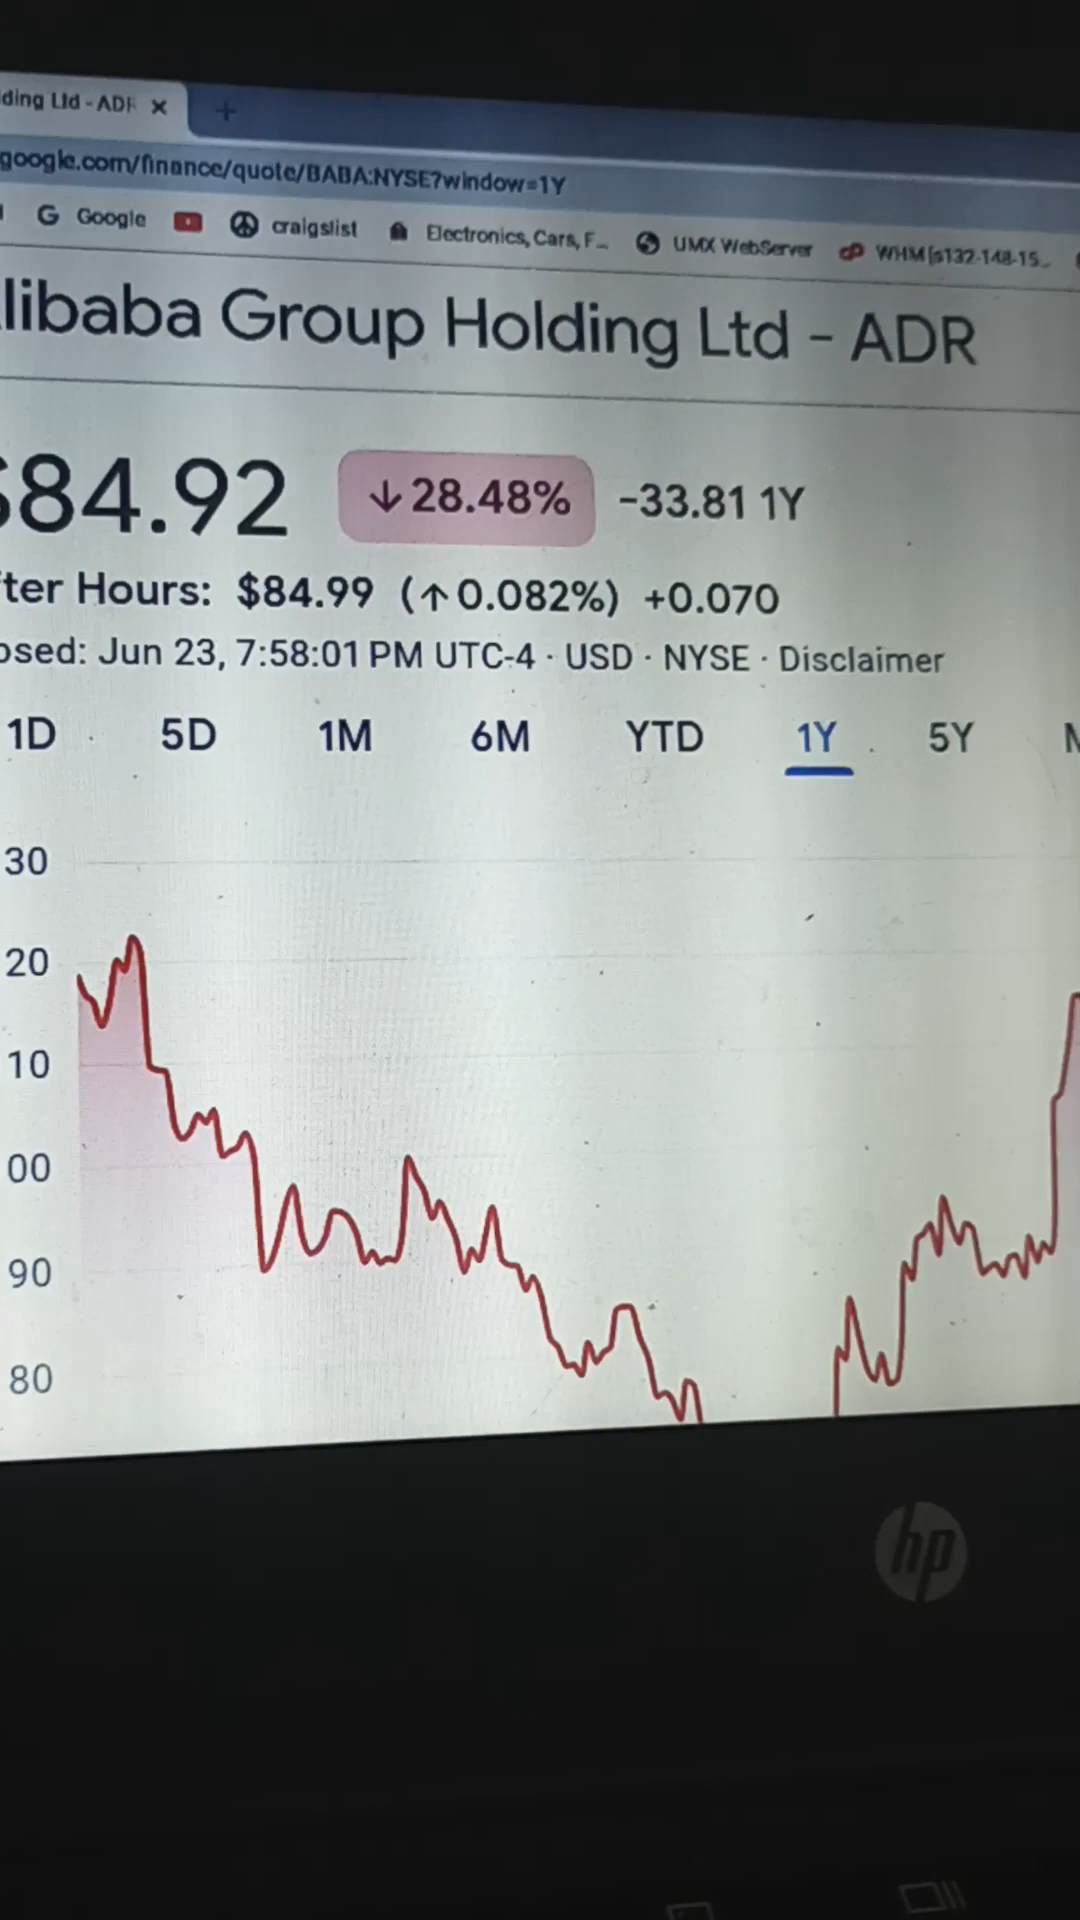 ding Ltd - ADR
google.com/finance/quote/BABA:NYSE?window=1Y
Google craigslist Electronics, Cars, F... UMX WebServer WHM [s132-148-15...
libaba Group Holding Ltd - ADR
$84.92 ↓28.48% -33.81 1Y
ter Hours: $84.99 (↑0.082%) +0.070
osed: Jun 23, 7:58:01 PM UTC-4 · USD · NYSE · Disclaimer
1D 5D 1M 6M YTD 1Y 5Y M
30
20
10
00
90
80
hp